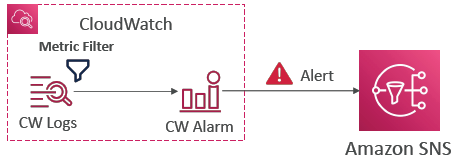 CloudWatch
Metric Filter
CW Logs
CW Alarm
Alert
Amazon SNS